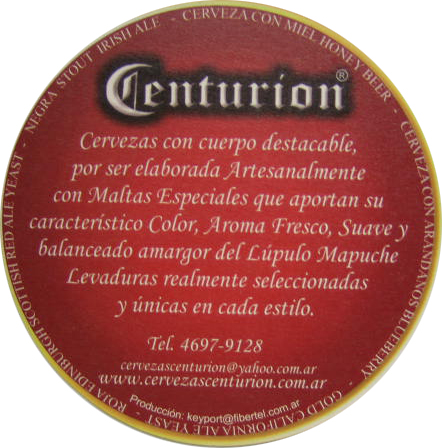 NEGRA STOUT IRISH ALE - CERVEZA CON MIEL HONEY BEER - CERVEZA CON ARANDANOS BLUEBERRY - GOLD CALIFORNIA ALE YEAST - ROJA EDINBURGH SCOTTISH RED ALE YEAST -
Centurion®
Cervezas con cuerpo destacable,
por ser elaborada Artesanalmente
con Maltas Especiales que aportan su
característico Color, Aroma Fresco, Suave y
balanceado amargor del Lúpulo Mapuche
Levaduras realmente seleccionadas
y únicas en cada estilo.
Tel. 4697-9128
cervezascenturion@yahoo.com.ar
www.cervezascenturion.com.ar
Producción: keyport@fibertel.com.ar